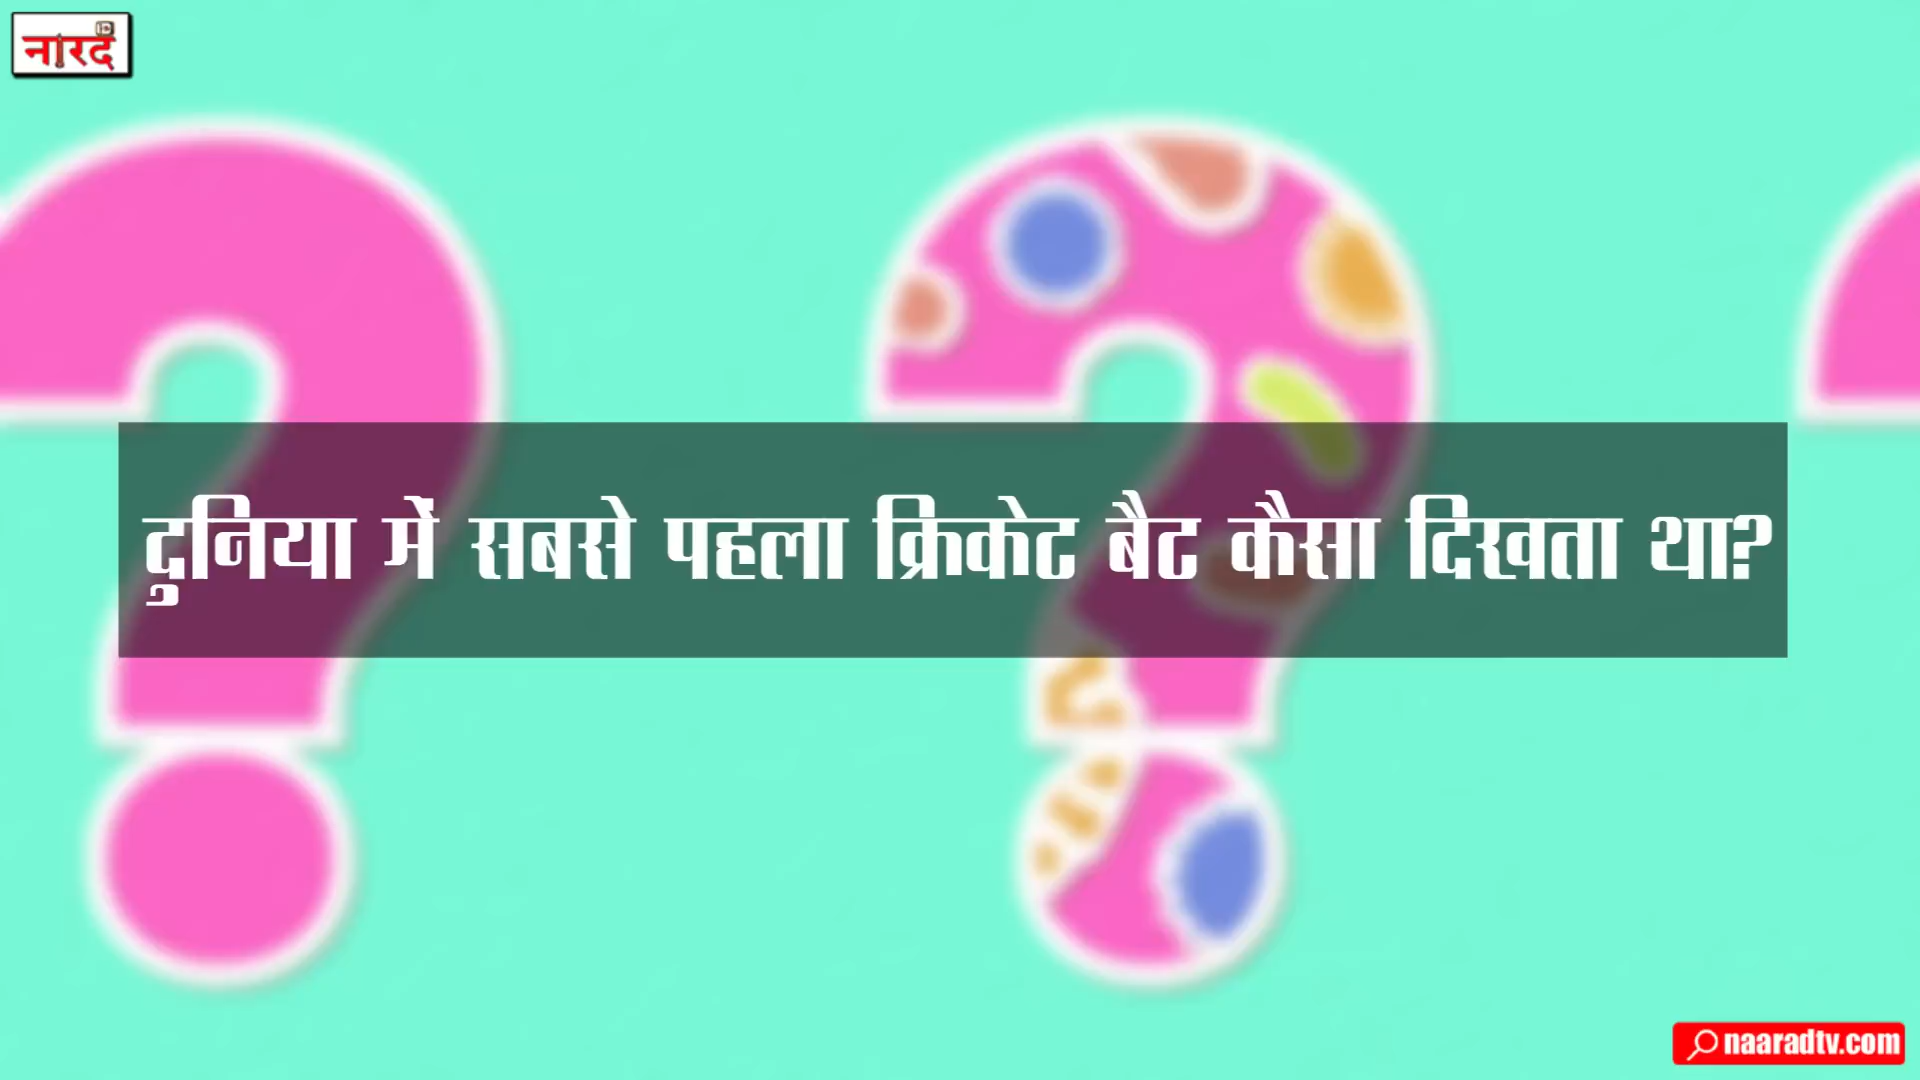 नारद
दुनिया में सबसे पहला क्रिकेट बैट कैसा दिखता था?
naaradtv.com